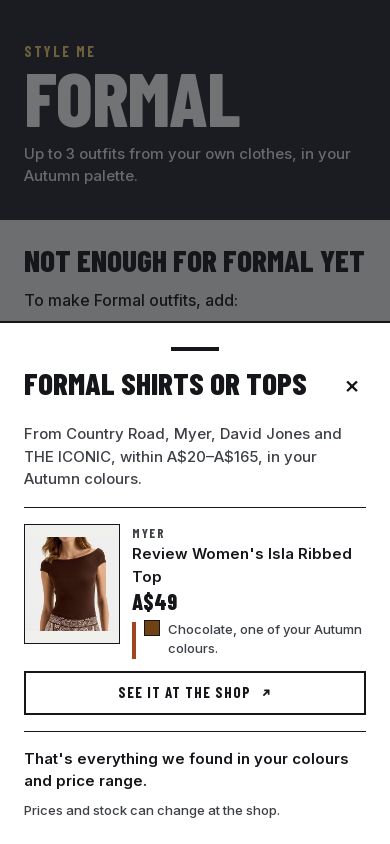 STYLE ME
FORMAL
Up to 3 outfits from your own clothes, in your
Autumn palette.
NOT ENOUGH FOR FORMAL YET
To make Formal outfits, add:
FORMAL SHIRTS OR TOPS
×
From Country Road, Myer, David Jones and
THE ICONIC, within A$20–A$165, in your
Autumn colours.
MYER
Review Women's Isla Ribbed
Top
A$49
Chocolate, one of your Autumn
colours.
SEE IT AT THE SHOP ↗
That's everything we found in your colours
and price range.
Prices and stock can change at the shop.